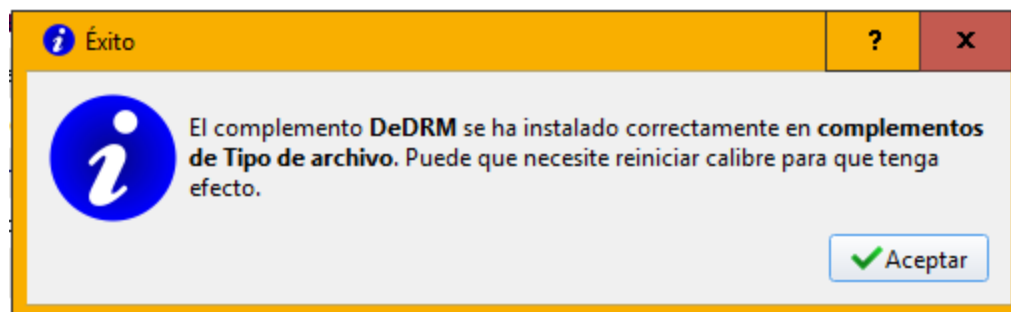 Éxito
?
x
El complemento DeDRM se ha instalado correctamente en complementos
de Tipo de archivo. Puede que necesite reiniciar calibre para que tenga
efecto.
Aceptar